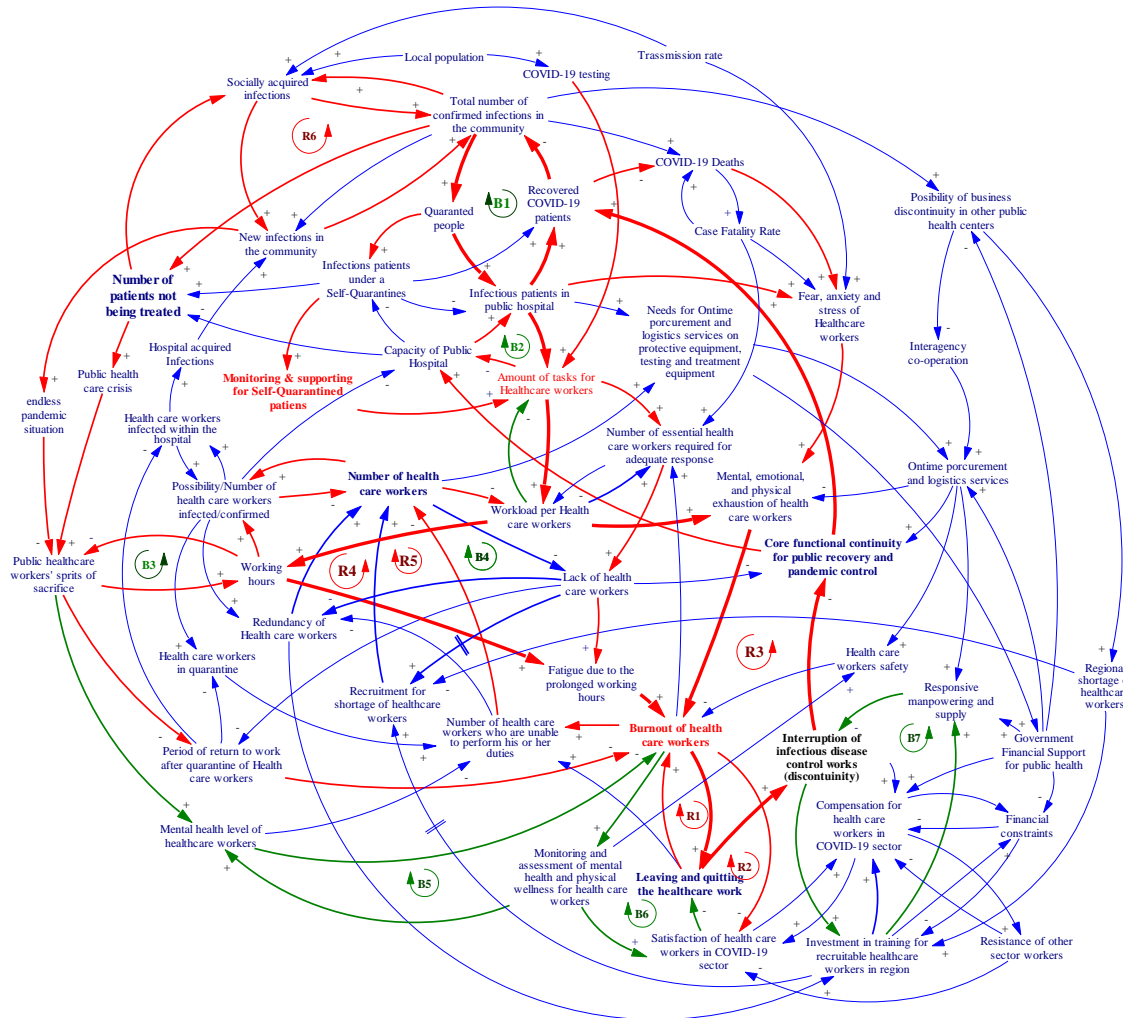 Local population
Trassmission rate
COVID-19 testing
Socially acquired
infections
Total number of
confirmed infections in
the community
R6
COVID-19 Deaths
Recovered
COVID-19
patients
B1
Quaranted
people
Case Fatality Rate
Posibility of business
discontinuity in other public
health centers
New infections in
the community
Number of
patients not
being treated
Infections patients
under a
Self-Quarantines
Infectious patients in
public hospital
Fear, anxiety and
stress of
Healthcare
workers
Needs for Ontime
porcurement and
logistics services on
protective equipment,
testing and treatment
equipment
Interagency
co-operation
Hospital acquired
Infections
B2
Capacity of Public
Hospital
Public health
care crisis
Monitoring & supporting
for Self-Quarantined
patiens
Amount of tasks for
Healthcare workers
endless
pandemic
situation
Health care workers
infected within the
hospital
Number of essential health
care workers required for
adequate response
Ontime porcurement
and logistics services
Mental, emotional,
and physical
exhaustion of health
care workers
Number of health
care workers
Possibility/Number of
health care workers
infected/confirmed
Workload per Health
care workers
Core functional continuity
for public recovery and
pandemic control
Public healthcare
workers' sprits of
sacrifice
B3
Working
hours
R4
R5
B4
Lack of health
care workers
Redundancy of
Health care workers
Health care workers
in quarantine
Fatigue due to the
prolonged working
hours
R3
Health care
workers safety
Regional
shortage of
healthcare
workers
Recruitment for
shortage of healthcare
workers
Responsive
manpowering and
supply
Number of health care
workers who are unable
to perform his or her
duties
Burnout of health
care workers
Interruption of
infectious disease
control works
(discontuinity)
B7
Government
Financial Support
for public health
Period of return to work
after quarantine of Health
care workers
Mental health level of
healthcare workers
R1
Compensation for
health care
workers in
COVID-19 sector
Financial
constraints
Monitoring and
assessment of mental
health and physical
wellness for health care
workers
R2
Leaving and quitting
the healthcare work
B5
B6
Satisfaction of health care
workers in COVID-19
sector
Investment in training for
recruitable healthcare
workers in region
Resistance of other
sector workers